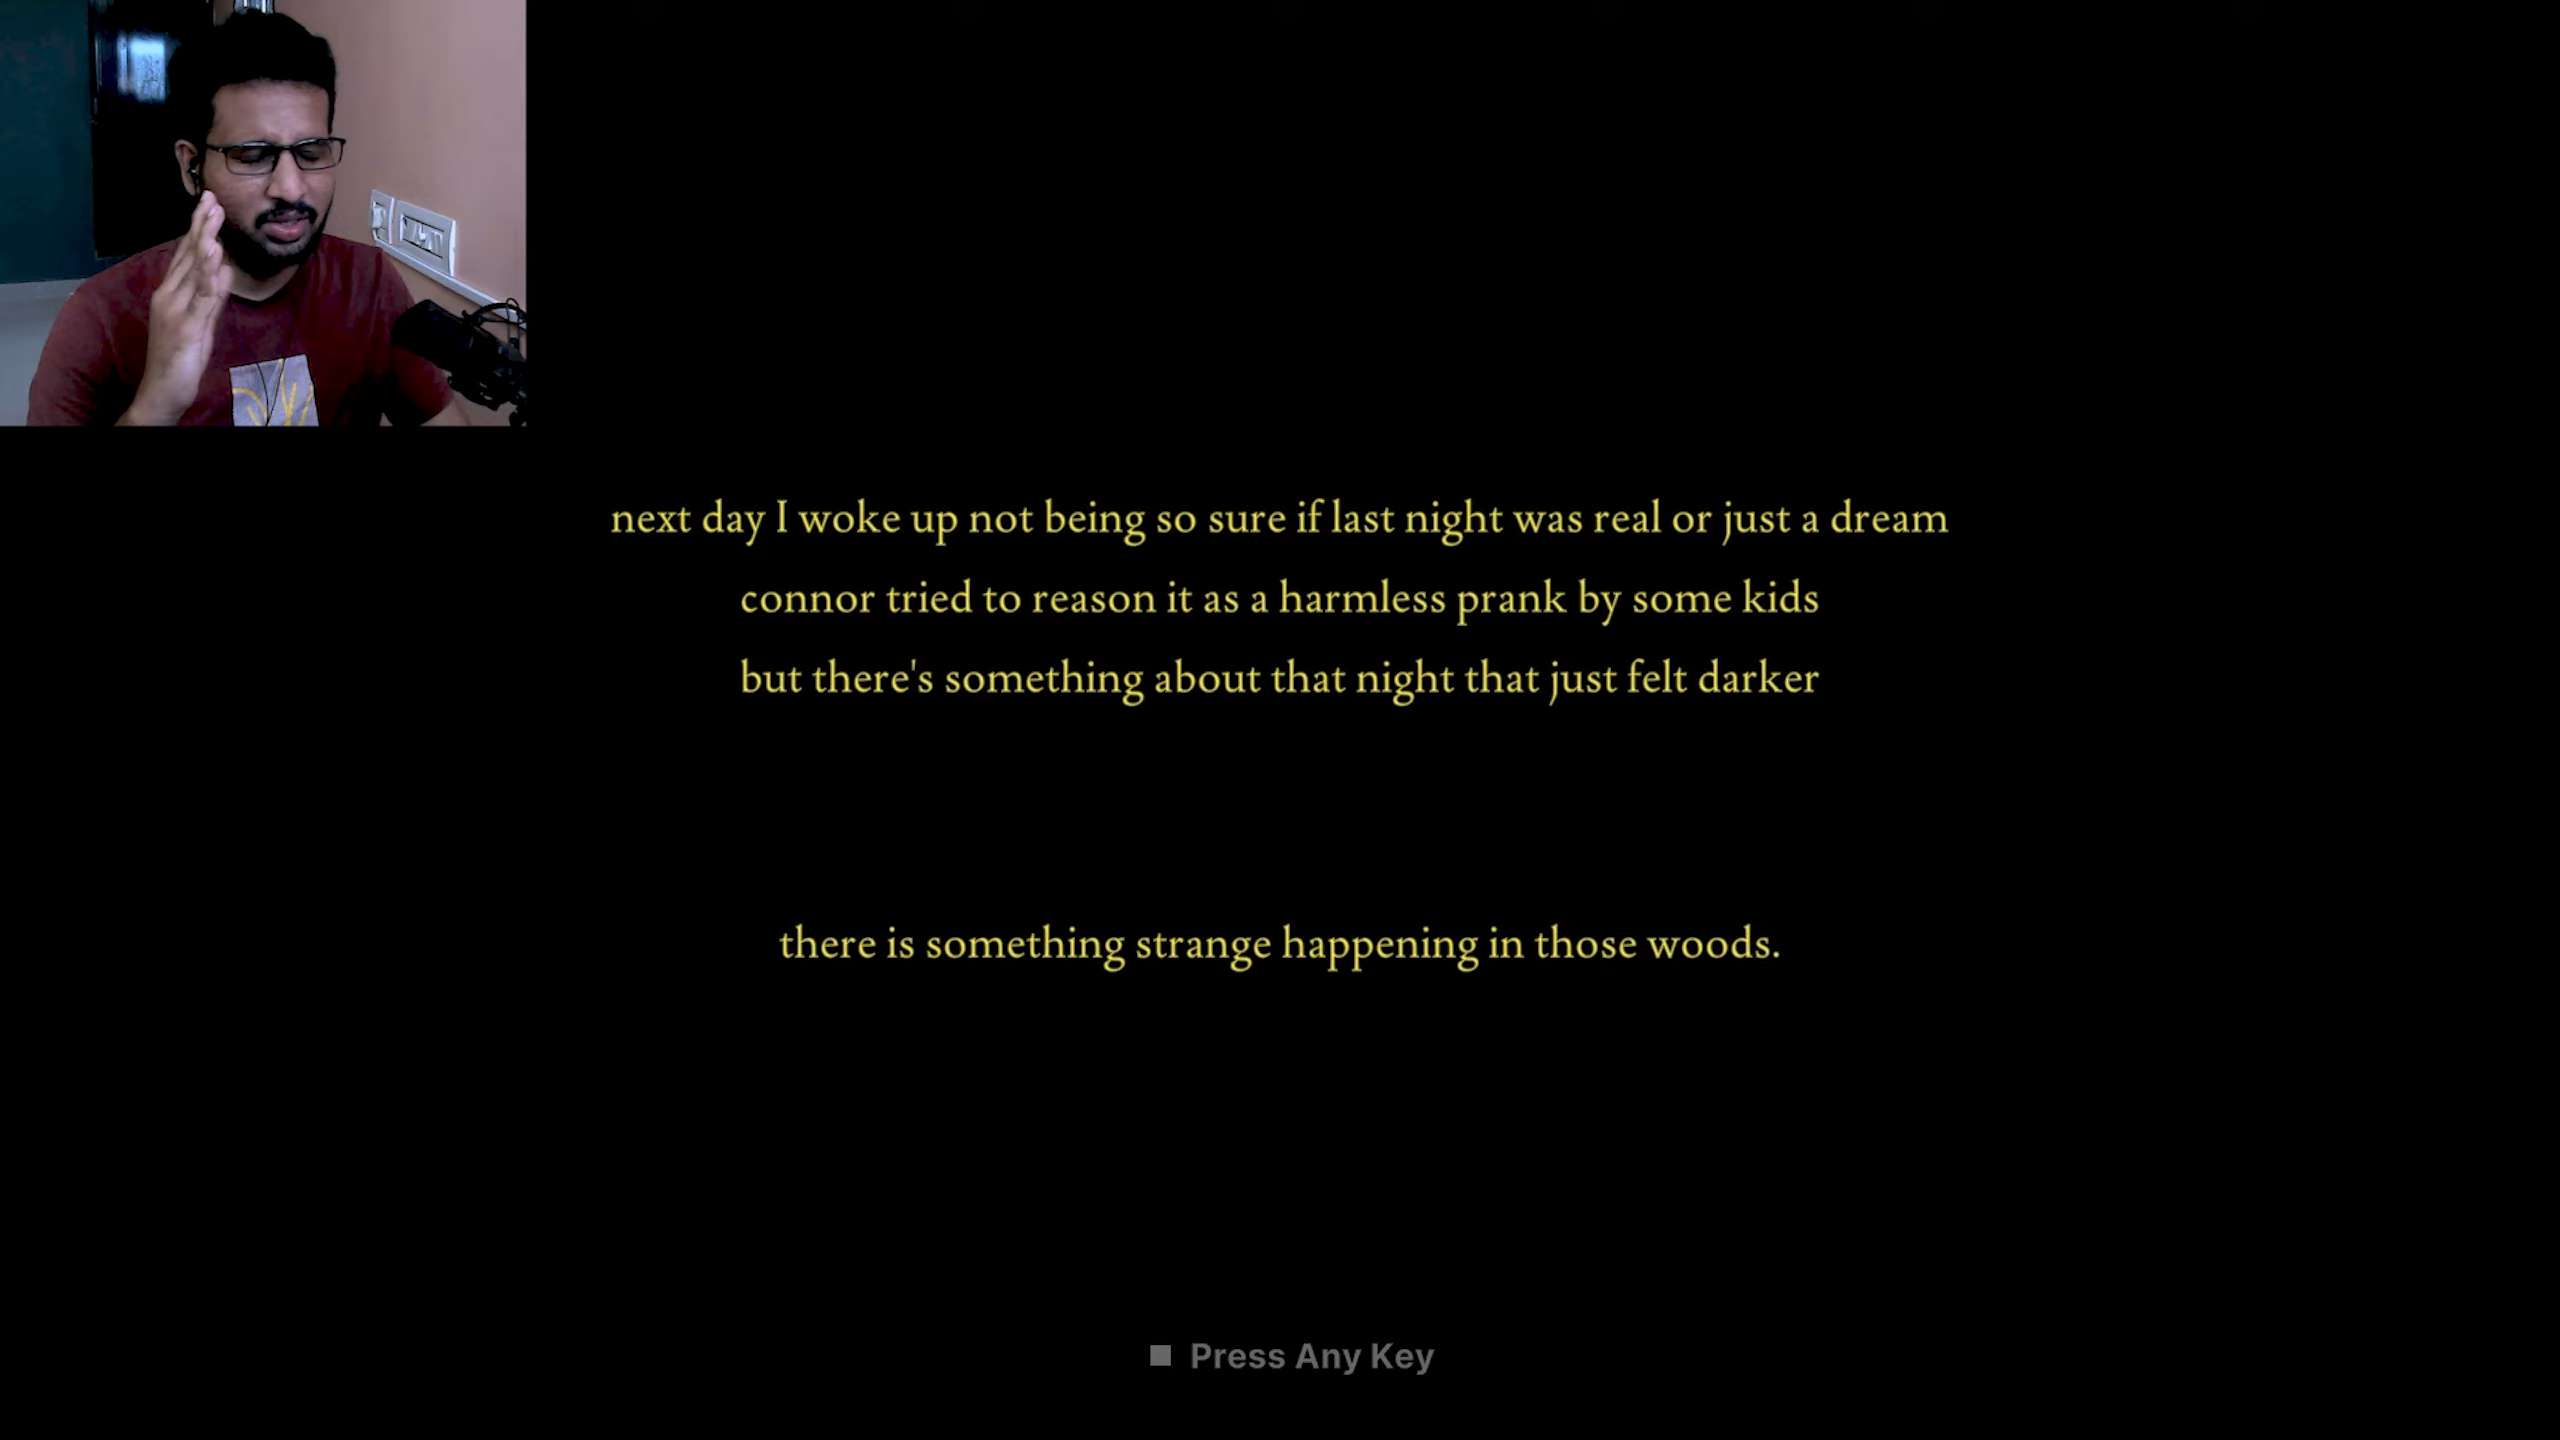 next day I woke up not being so sure if last night was real or just a dream
connor tried to reason it as a harmless prank by some kids
but there's something about that night that just felt darker
there is something strange happening in those woods.
Press Any Key